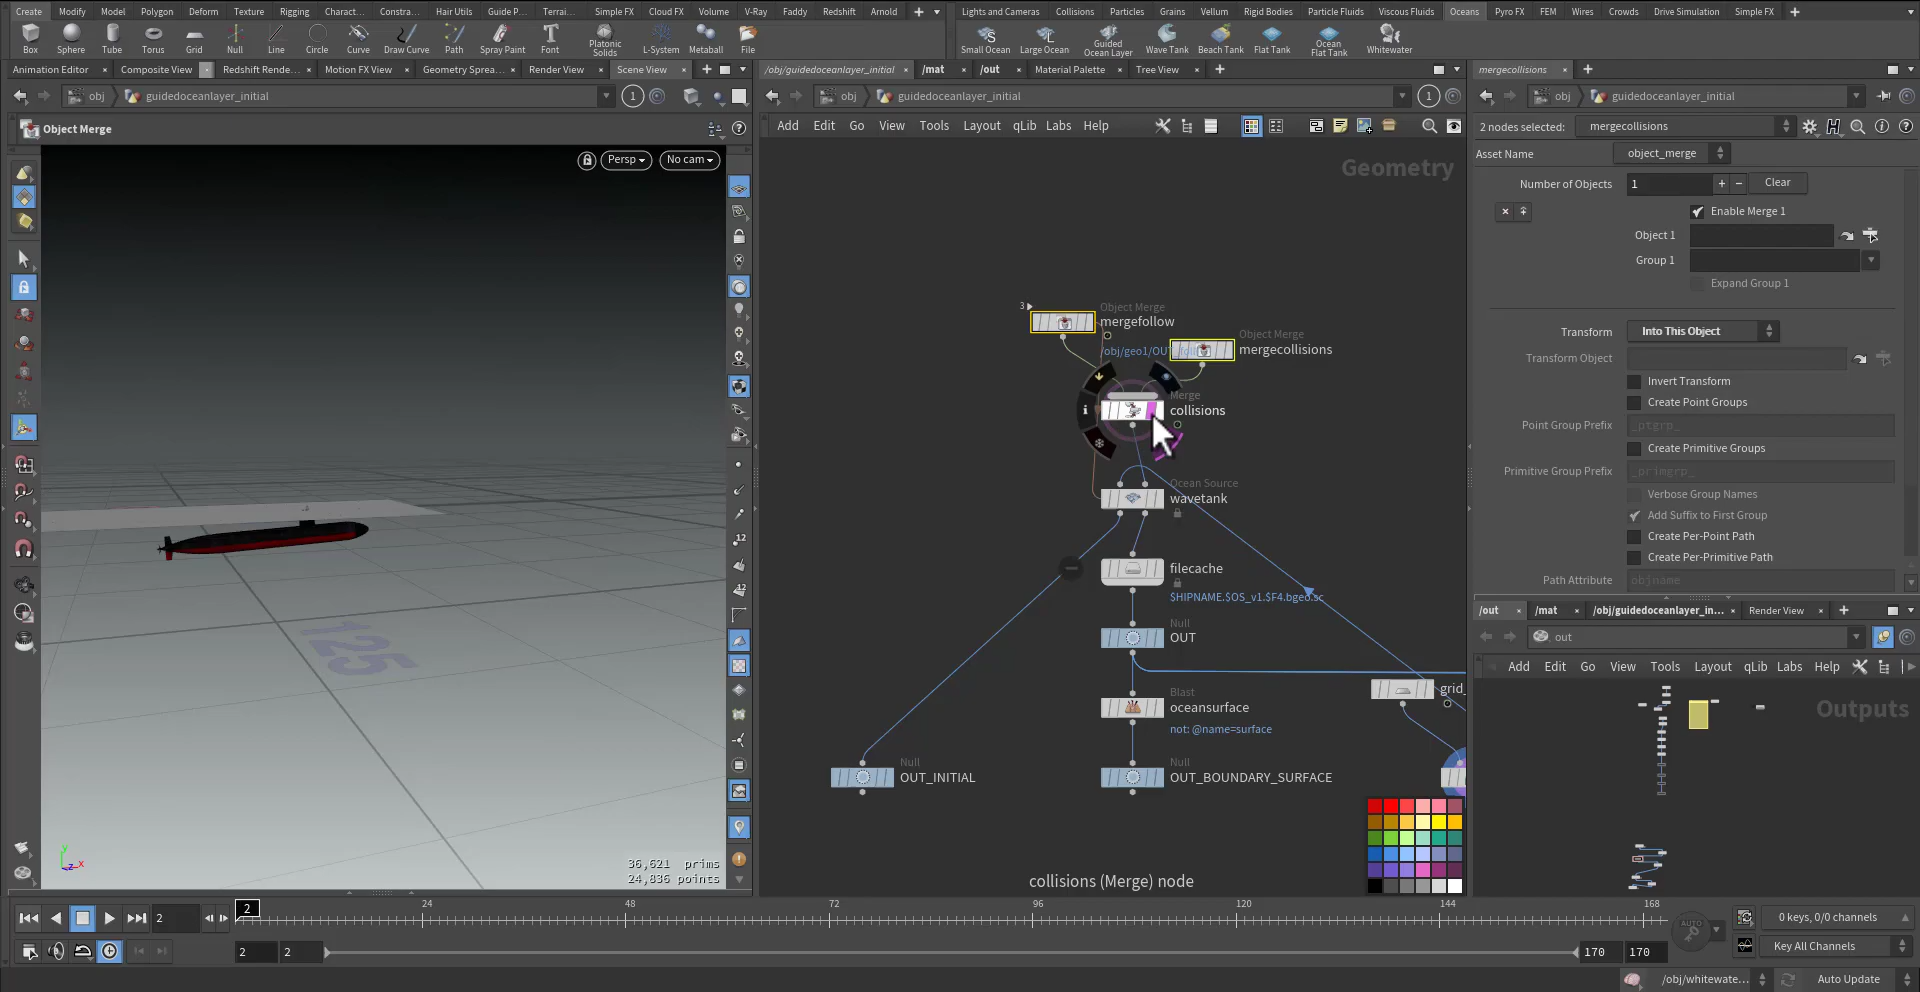 Create Modify Model Polygon Deform Texture Rigging Charact... Constra... Hair Utils Guide P... Terrai... Simple FX Cloud FX Volume V-Ray Faddy Redshift Arnold
Lights and Cameras Collisions Particles Grains Vellum Rigid Bodies Particle Fluids Viscous Fluids Oceans Pyro FX FEM Wires Crowds Drive Simulation Simple FX
Box Sphere Tube Torus Grid Null Line Circle Curve Draw Curve Path Spray Paint Font Platonic Solids L-System Metaball File
Small Ocean Large Ocean Guided Ocean Layer Wave Tank Beach Tank Flat Tank Ocean Flat Tank Whitewater
Animation Editor Composite View Redshift Rende... Motion FX View Geometry Sprea... Render View Scene View
/obj/guidedoceanlayer_initial /mat /out Material Palette Tree View
mergecollisions
obj guidedoceanlayer_initial 1
obj guidedoceanlayer_initial 1
obj guidedoceanlayer_initial
Object Merge
Add Edit Go View Tools Layout qLib Labs Help
2 nodes selected: mergecollisions
Persp No cam
Geometry
Asset Name object_merge
Number of Objects 1 Clear
Enable Merge 1
Object 1
Group 1
Expand Group 1
Transform Into This Object
Transform Object
Invert Transform
Create Point Groups
Point Group Prefix _ptgrp_
Create Primitive Groups
Primitive Group Prefix _primgrp_
Verbose Group Names
Add Suffix to First Group
Create Per-Point Path
Create Per-Primitive Path
Path Attribute objname
3
Object Merge
mergefollow
Object Merge
mergecollisions
Merge
collisions
Ocean Source
wavetank
filecache
$HIPNAME.$OS_v1.$F4.bgeo.sc
Null
OUT
Blast
oceansurface
not: @name=surface
grid_
Null
OUT_INITIAL
Null
OUT_BOUNDARY_SURFACE
collisions (Merge) node
12
12
125
36,621 prims
24,836 points
y
z x
/out /mat /obj/guidedoceanlayer_in... Render View
out
Add Edit Go View Tools Layout qLib Labs Help
Outputs
2 2 24 48 72 96 120 144 168
AUTO
0 keys, 0/0 channels
2 2 170 170
Key All Channels
/obj/whitewate... Auto Update